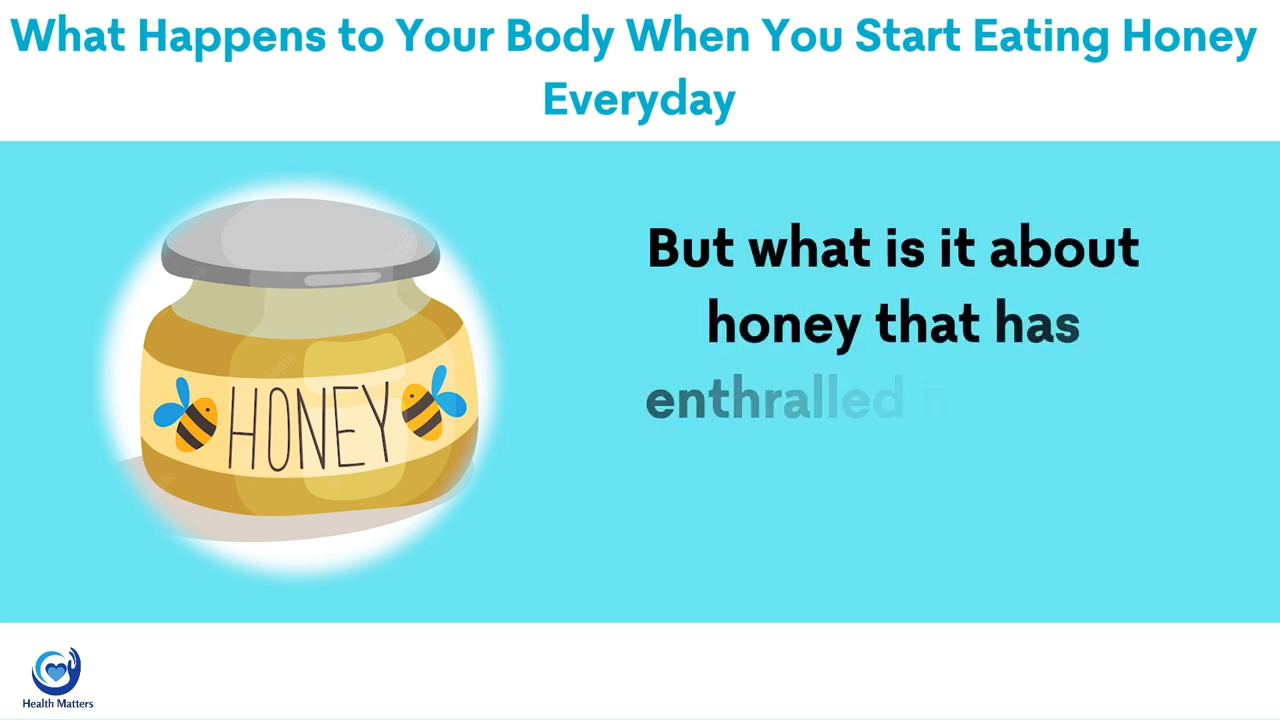 What Happens to Your Body When You Start Eating Honey
Everyday
But what is it about
honey that has
enthralled
HONEY
Health Matters